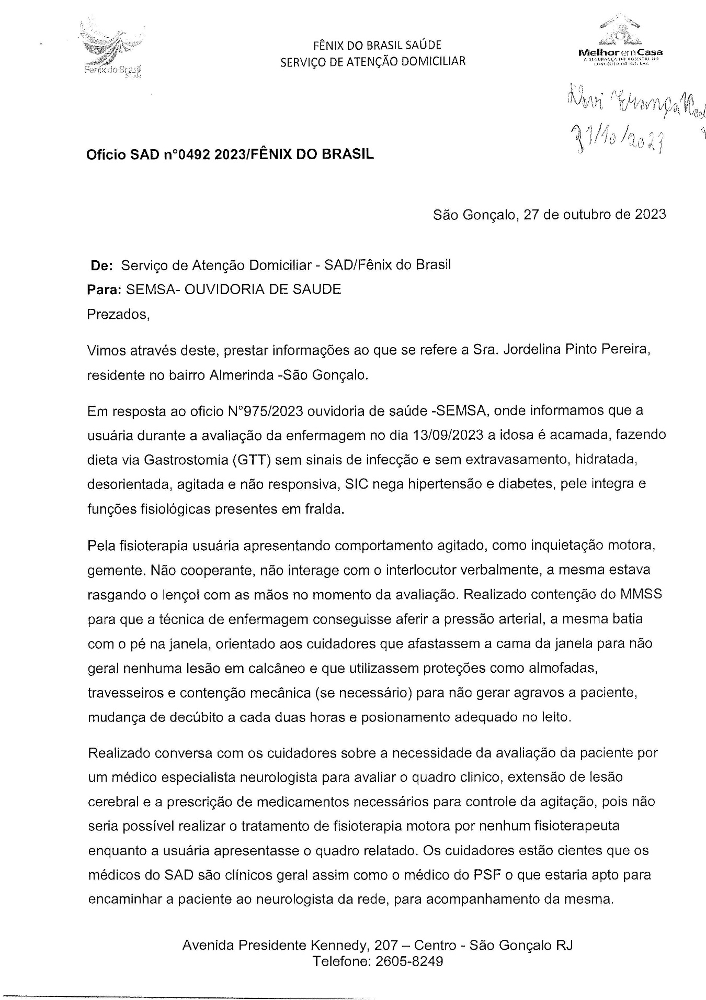 Fenix do Brasil
Saúde
FÊNIX DO BRASIL SAÚDE
SERVIÇO DE ATENÇÃO DOMICILIAR
Melhor em Casa
A SEGURANÇA DO HOSPITAL NO
CONFORTO DO SEU LAR
França
31/10/2023
Ofício SAD n°0492 2023/FÊNIX DO BRASIL
São Gonçalo, 27 de outubro de 2023
De: Serviço de Atenção Domiciliar - SAD/Fênix do Brasil
Para: SEMSA- OUVIDORIA DE SAUDE
Prezados,
Vimos através deste, prestar informações ao que se refere a Sra. Jordelina Pinto Pereira,
residente no bairro Almerinda -São Gonçalo.
Em resposta ao oficio N°975/2023 ouvidoria de saúde -SEMSA, onde informamos que a
usuária durante a avaliação da enfermagem no dia 13/09/2023 a idosa é acamada, fazendo
dieta via Gastrostomia (GTT) sem sinais de infecção e sem extravasamento, hidratada,
desorientada, agitada e não responsiva, SIC nega hipertensão e diabetes, pele integra e
funções fisiológicas presentes em fralda.
Pela fisioterapia usuária apresentando comportamento agitado, como inquietação motora,
gemente. Não cooperante, não interage com o interlocutor verbalmente, a mesma estava
rasgando o lençol com as mãos no momento da avaliação. Realizado contenção do MMSS
para que a técnica de enfermagem conseguisse aferir a pressão arterial, a mesma batia
com o pé na janela, orientado aos cuidadores que afastassem a cama da janela para não
geral nenhuma lesão em calcâneo e que utilizassem proteções como almofadas,
travesseiros e contenção mecânica (se necessário) para não gerar agravos a paciente,
mudança de decúbito a cada duas horas e posionamento adequado no leito.
Realizado conversa com os cuidadores sobre a necessidade da avaliação da paciente por
um médico especialista neurologista para avaliar o quadro clinico, extensão de lesão
cerebral e a prescrição de medicamentos necessários para controle da agitação, pois não
seria possível realizar o tratamento de fisioterapia motora por nenhum fisioterapeuta
enquanto a usuária apresentasse o quadro relatado. Os cuidadores estão cientes que os
médicos do SAD são clínicos geral assim como o médico do PSF o que estaria apto para
encaminhar a paciente ao neurologista da rede, para acompanhamento da mesma.
Avenida Presidente Kennedy, 207 – Centro - São Gonçalo RJ
Telefone: 2605-8249